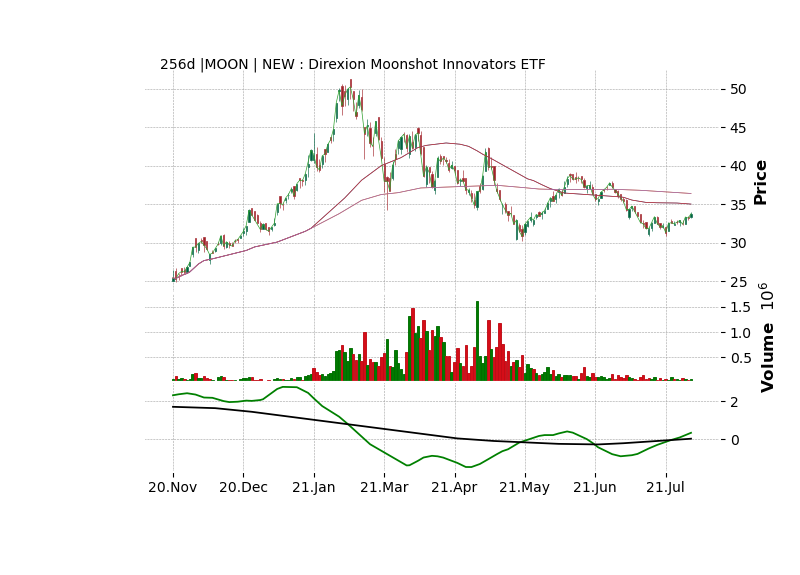 256d |MOON | NEW : Direxion Moonshot Innovators ETF
50
45
40
35
30
25
Price
1.5
1.0
0.5
Volume 10^6
2
0
20.Nov 20.Dec 21.Jan 21.Mar 21.Apr 21.May 21.Jun 21.Jul